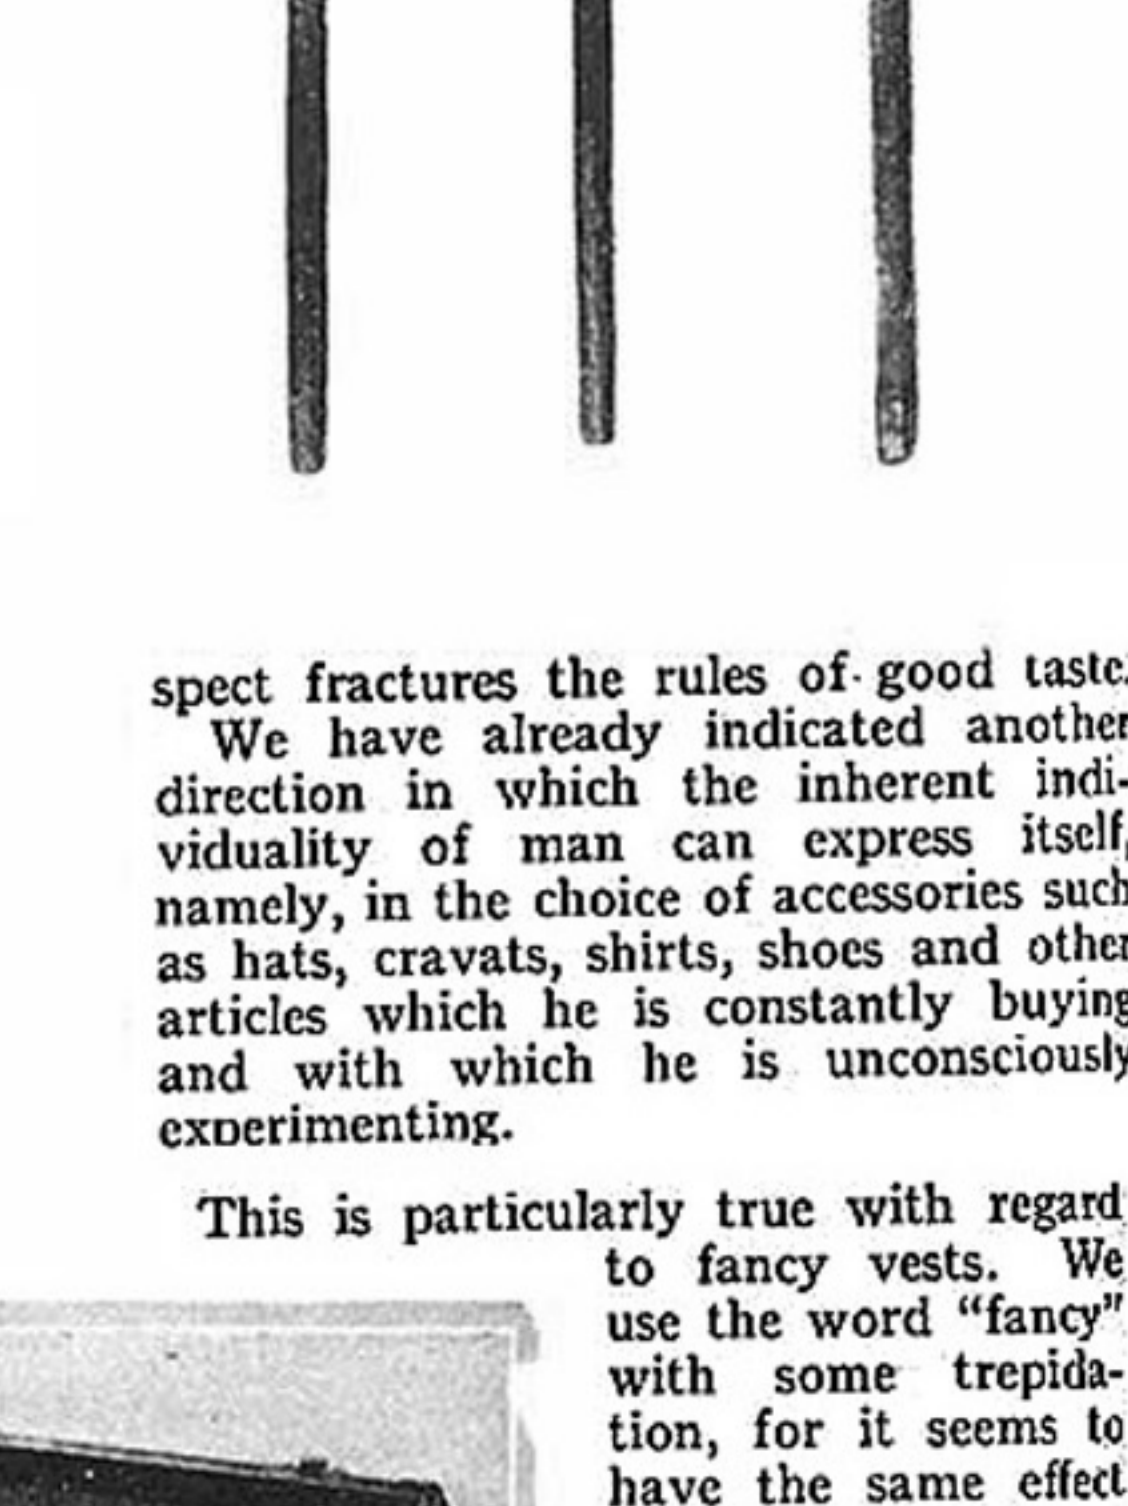 spect fractures the rules of good taste.
We have already indicated another
direction in which the inherent indi-
viduality of man can express itself,
namely, in the choice of accessories such
as hats, cravats, shirts, shoes and other
articles which he is constantly buying
and with which he is unconsciously
experimenting.
This is particularly true with regard
to fancy vests. We
use the word “fancy”
with some trepida-
tion, for it seems to
have the same effect